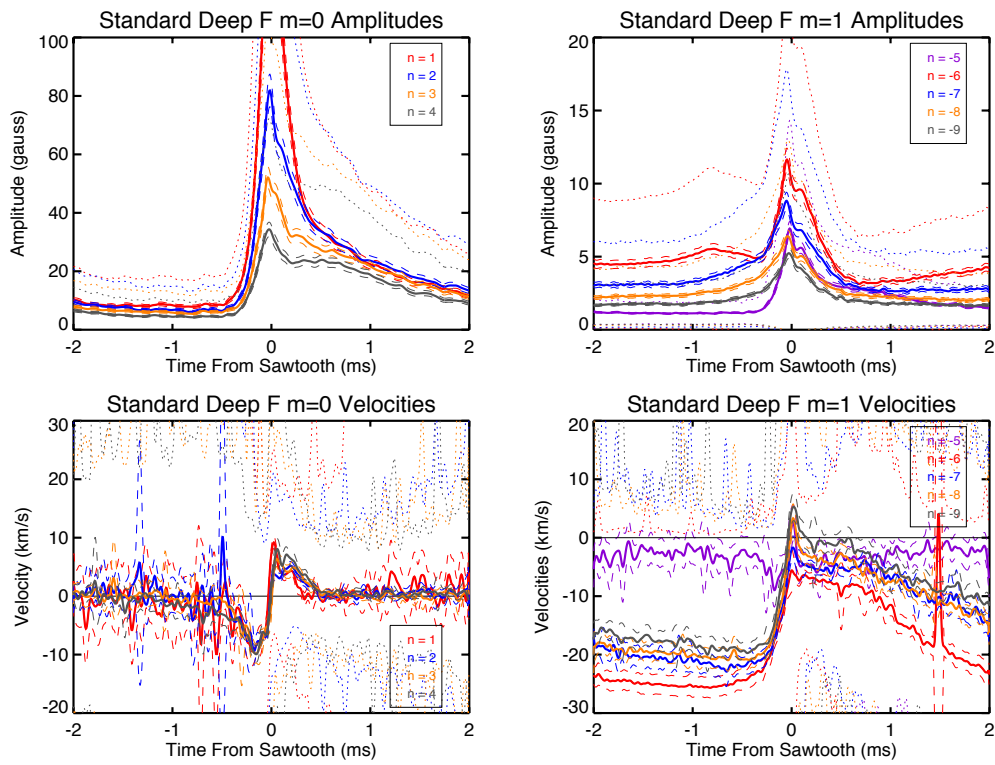 Standard Deep F m=0 Amplitudes
100
80
60
40
20
0
Amplitude (gauss)
n = 1
n = 2
n = 3
n = 4
-2 -1 0 1 2
Time From Sawtooth (ms)
Standard Deep F m=1 Amplitudes
20
15
10
5
0
Amplitude (gauss)
n = -5
n = -6
n = -7
n = -8
n = -9
-2 -1 0 1 2
Time From Sawtooth (ms)
Standard Deep F m=0 Velocities
30
20
10
0
-10
-20
Velocity (km/s)
n = 1
n = 2
n = 3
n = 4
-2 -1 0 1 2
Time From Sawtooth (ms)
Standard Deep F m=1 Velocities
20
10
0
-10
-20
-30
Velocities (km/s)
n = -5
n = -6
n = -7
n = -8
n = -9
-2 -1 0 1 2
Time From Sawtooth (ms)